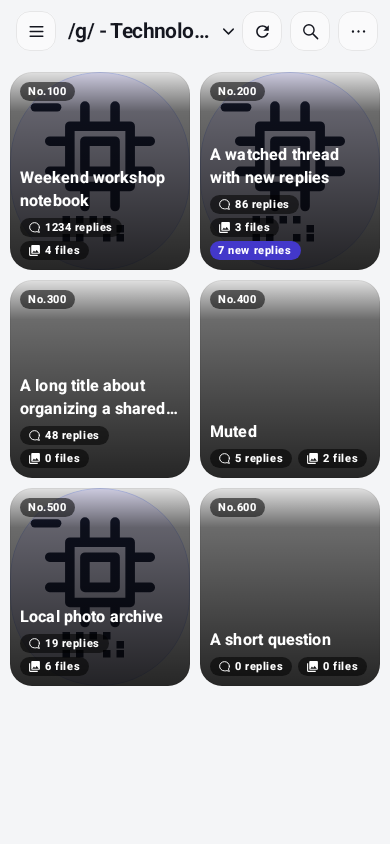 /g/ - Technolo...
No.100
Weekend workshop
notebook
1234 replies
4 files
No.200
A watched thread
with new replies
86 replies
3 files
7 new replies
No.300
A long title about
organizing a shared...
48 replies
0 files
No.400
Muted
5 replies
2 files
No.500
Local photo archive
19 replies
6 files
No.600
A short question
0 replies
0 files